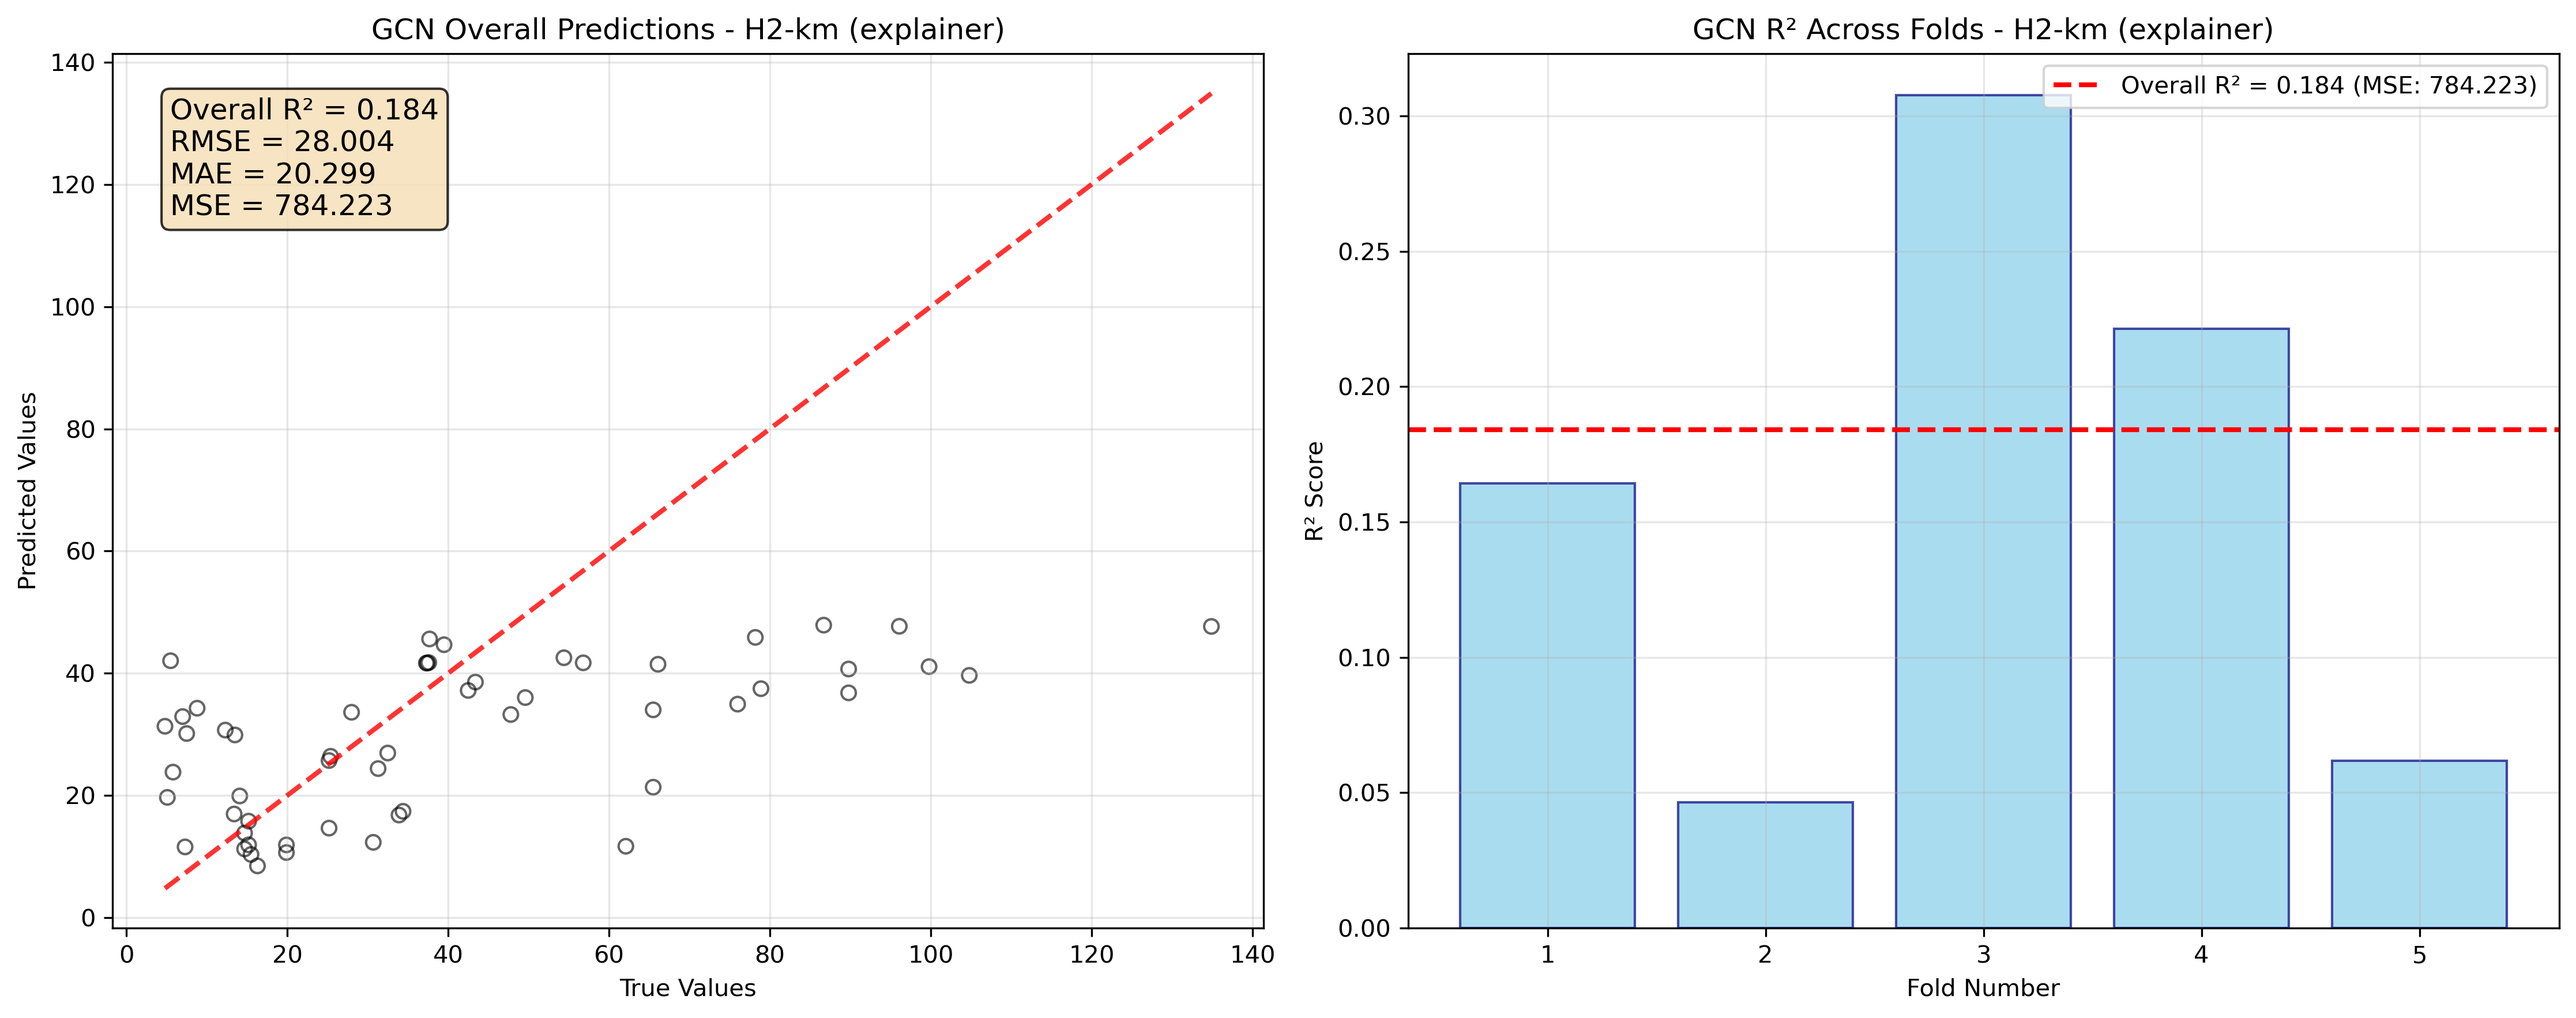 GCN Overall Predictions - H2-km (explainer)
Overall R² = 0.184
RMSE = 28.004
MAE = 20.299
MSE = 784.223
Predicted Values
140
120
100
80
60
40
20
0
0 20 40 60 80 100 120 140
True Values
GCN R² Across Folds - H2-km (explainer)
Overall R² = 0.184 (MSE: 784.223)
R² Score
0.30
0.25
0.20
0.15
0.10
0.05
0.00
1 2 3 4 5
Fold Number